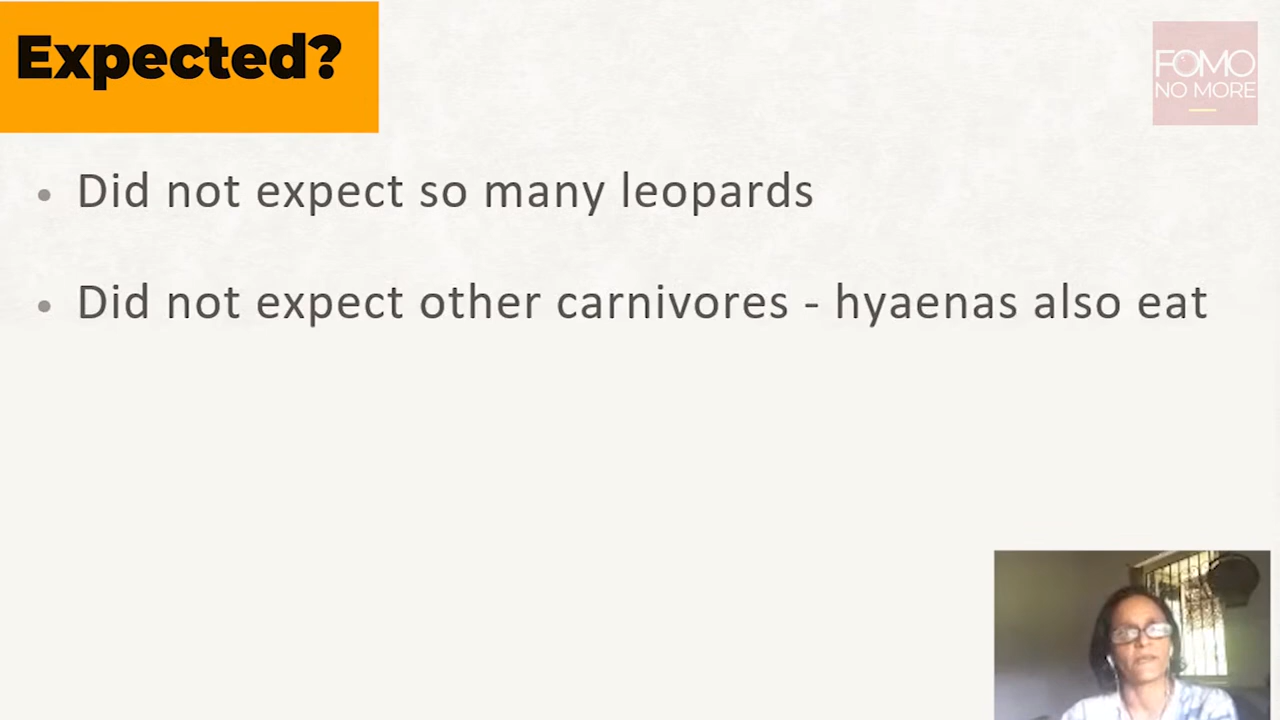 Expected?
FOMO
NO MORE
• Did not expect so many leopards
• Did not expect other carnivores - hyaenas also eat